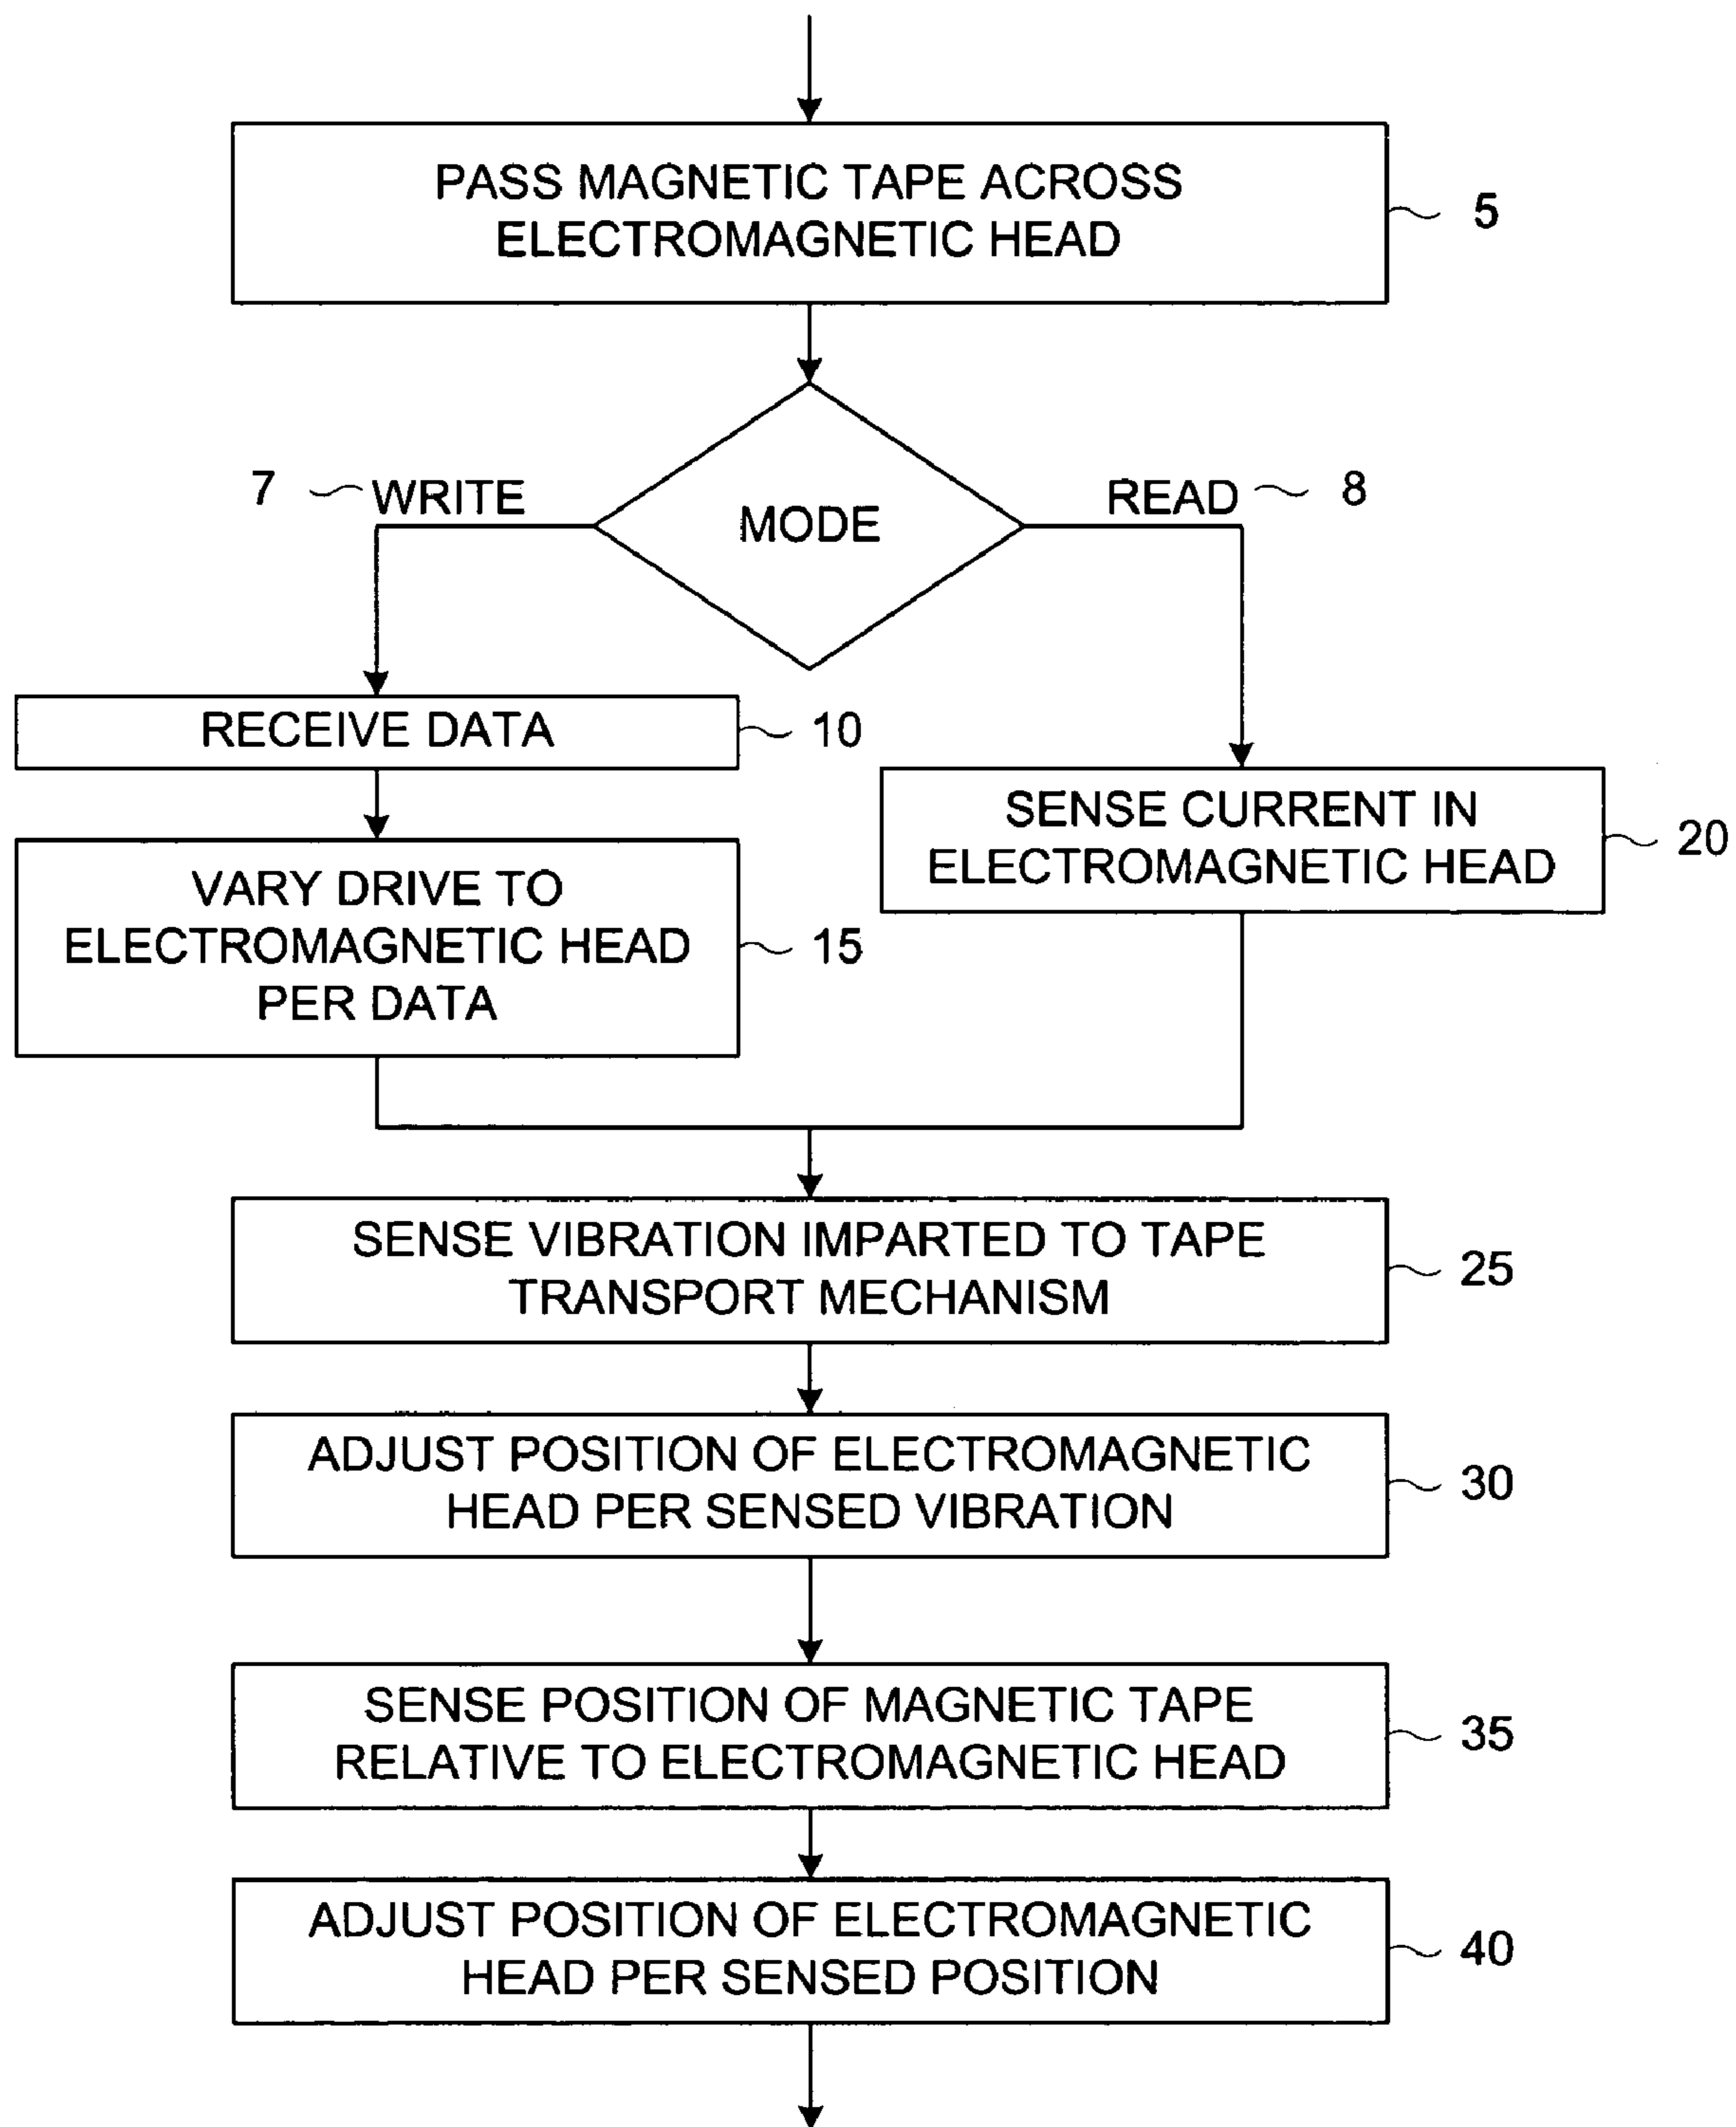 PASS MAGNETIC TAPE ACROSS
ELECTROMAGNETIC HEAD
5
7
WRITE
MODE
READ
8
RECEIVE DATA
10
SENSE CURRENT IN
ELECTROMAGNETIC HEAD
20
VARY DRIVE TO
ELECTROMAGNETIC HEAD
PER DATA
15
SENSE VIBRATION IMPARTED TO TAPE
TRANSPORT MECHANISM
25
ADJUST POSITION OF ELECTROMAGNETIC
HEAD PER SENSED VIBRATION
30
SENSE POSITION OF MAGNETIC TAPE
RELATIVE TO ELECTROMAGNETIC HEAD
35
ADJUST POSITION OF ELECTROMAGNETIC
HEAD PER SENSED POSITION
40